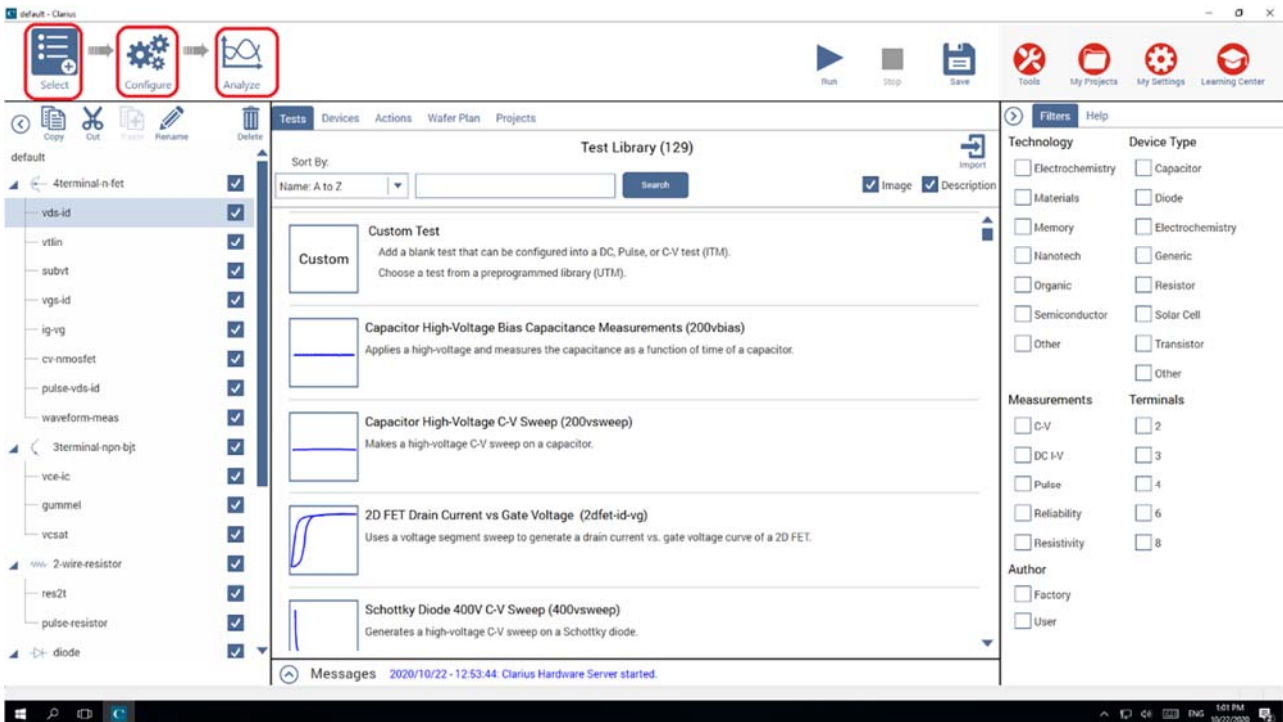 default - Clarius
Select
Configure
Analyze
Run
Stop
Save
Tools
My Projects
My Settings
Learning Center
Copy
Cut
Paste
Rename
Delete
default
4terminal-n-fet
vds-id
vtlin
subvt
vgs-id
ig-vg
cv-nmosfet
pulse-vds-id
waveform-meas
3terminal-npn-bjt
vce-ic
gummel
vcsat
2-wire-resistor
res2t
pulse-resistor
diode
Tests Devices Actions Wafer Plan Projects
Test Library (129)
Import
Sort By:
Name: A to Z
Search
Image
Description
Custom
Custom Test
Add a blank test that can be configured into a DC, Pulse, or C-V test (ITM).
Choose a test from a preprogrammed library (UTM).
Capacitor High-Voltage Bias Capacitance Measurements (200vbias)
Applies a high-voltage and measures the capacitance as a function of time of a capacitor.
Capacitor High-Voltage C-V Sweep (200vsweep)
Makes a high-voltage C-V sweep on a capacitor.
2D FET Drain Current vs Gate Voltage (2dfet-id-vg)
Uses a voltage segment sweep to generate a drain current vs. gate voltage curve of a 2D FET.
Schottky Diode 400V C-V Sweep (400vsweep)
Generates a high-voltage C-V sweep on a Schottky diode.
Messages 2020/10/22 - 12:53:44: Clarius Hardware Server started.
Filters Help
Technology
Electrochemistry
Materials
Memory
Nanotech
Organic
Semiconductor
Other
Device Type
Capacitor
Diode
Electrochemistry
Generic
Resistor
Solar Cell
Transistor
Other
Measurements
C-V
DC I-V
Pulse
Reliability
Resistivity
Terminals
2
3
4
6
8
Author
Factory
User
ENG
1:01 PM
10/22/2020